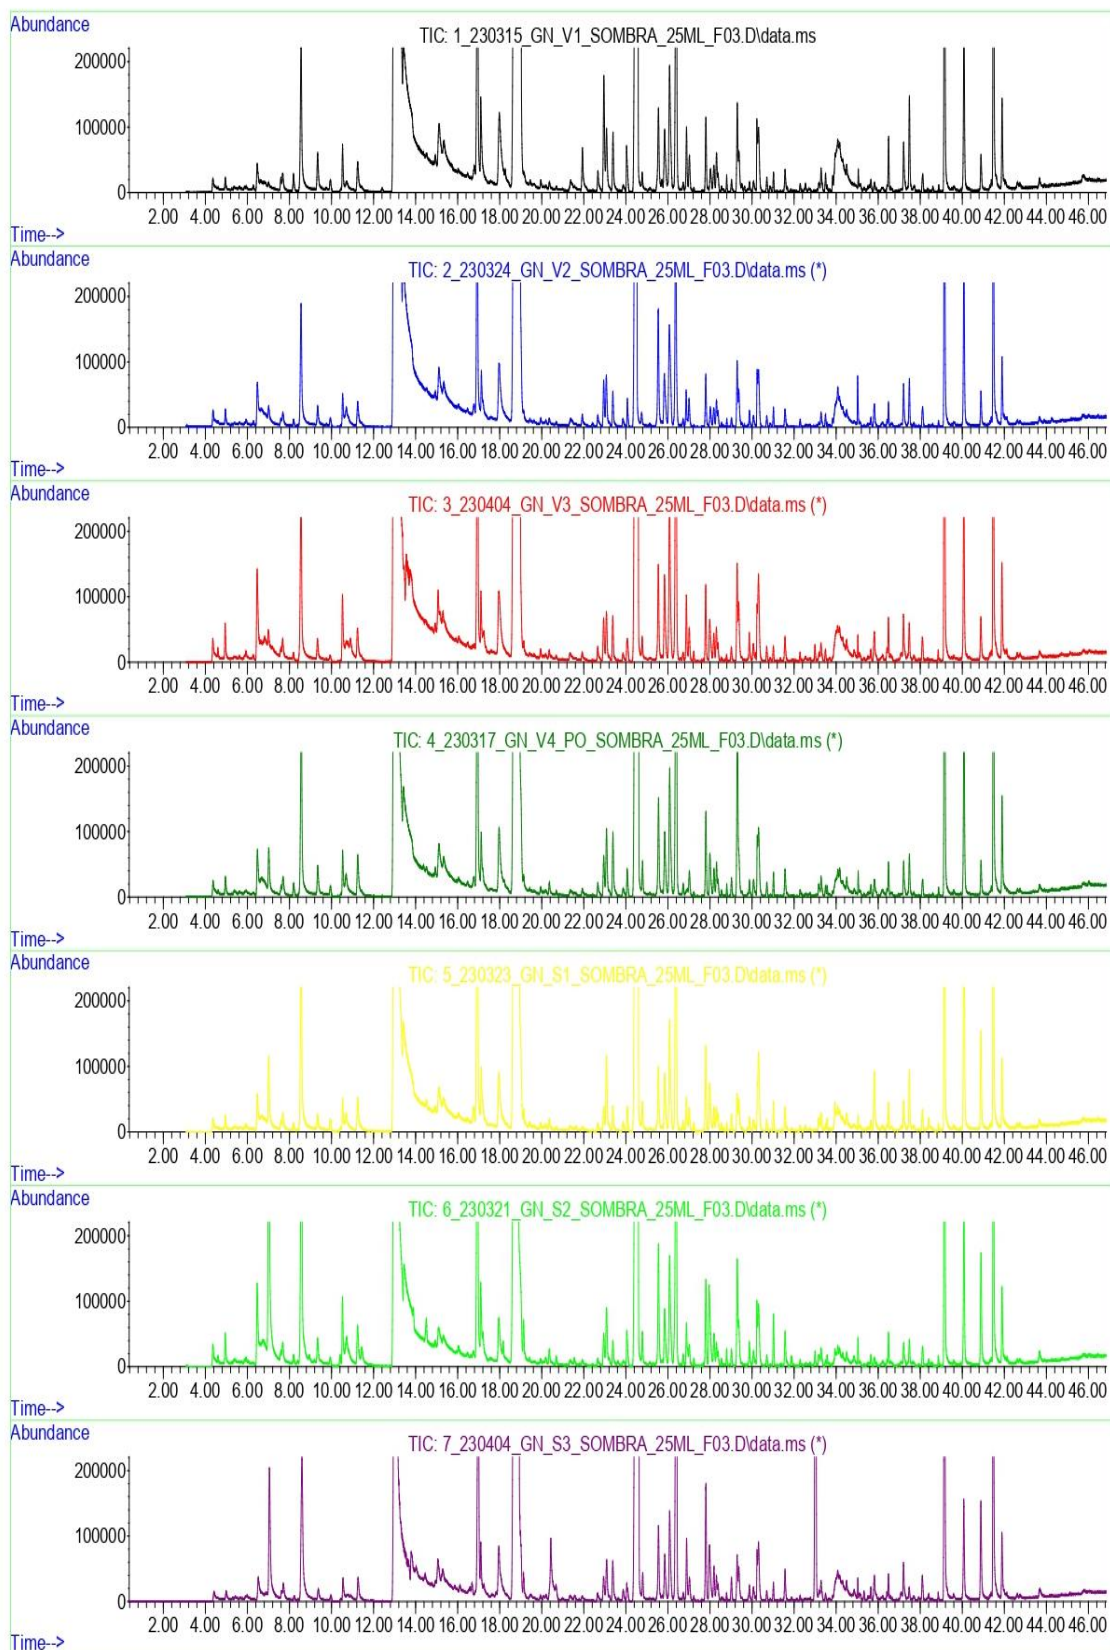 Abundance
TIC: 1_230315_GN_V1_SOMBRA_25ML_F03.D\data.ms
200000
100000
0
2.00 4.00 6.00 8.00 10.00 12.00 14.00 16.00 18.00 20.00 22.00 24.00 26.00 28.00 30.00 32.00 34.00 36.00 38.00 40.00 42.00 44.00 46.00
Time-->
Abundance
TIC: 2_230324_GN_V2_SOMBRA_25ML_F03.D\data.ms (*)
200000
100000
0
2.00 4.00 6.00 8.00 10.00 12.00 14.00 16.00 18.00 20.00 22.00 24.00 26.00 28.00 30.00 32.00 34.00 36.00 38.00 40.00 42.00 44.00 46.00
Time-->
Abundance
TIC: 3_230404_GN_V3_SOMBRA_25ML_F03.D\data.ms (*)
200000
100000
0
2.00 4.00 6.00 8.00 10.00 12.00 14.00 16.00 18.00 20.00 22.00 24.00 26.00 28.00 30.00 32.00 34.00 36.00 38.00 40.00 42.00 44.00 46.00
Time-->
Abundance
TIC: 4_230317_GN_V4_PO_SOMBRA_25ML_F03.D\data.ms (*)
200000
100000
0
2.00 4.00 6.00 8.00 10.00 12.00 14.00 16.00 18.00 20.00 22.00 24.00 26.00 28.00 30.00 32.00 34.00 36.00 38.00 40.00 42.00 44.00 46.00
Time-->
Abundance
TIC: 5_230323_GN_S1_SOMBRA_25ML_F03.D\data.ms (*)
200000
100000
0
2.00 4.00 6.00 8.00 10.00 12.00 14.00 16.00 18.00 20.00 22.00 24.00 26.00 28.00 30.00 32.00 34.00 36.00 38.00 40.00 42.00 44.00 46.00
Time-->
Abundance
TIC: 6_230321_GN_S2_SOMBRA_25ML_F03.D\data.ms (*)
200000
100000
0
2.00 4.00 6.00 8.00 10.00 12.00 14.00 16.00 18.00 20.00 22.00 24.00 26.00 28.00 30.00 32.00 34.00 36.00 38.00 40.00 42.00 44.00 46.00
Time-->
Abundance
TIC: 7_230404_GN_S3_SOMBRA_25ML_F03.D\data.ms (*)
200000
100000
0
2.00 4.00 6.00 8.00 10.00 12.00 14.00 16.00 18.00 20.00 22.00 24.00 26.00 28.00 30.00 32.00 34.00 36.00 38.00 40.00 42.00 44.00 46.00
Time-->